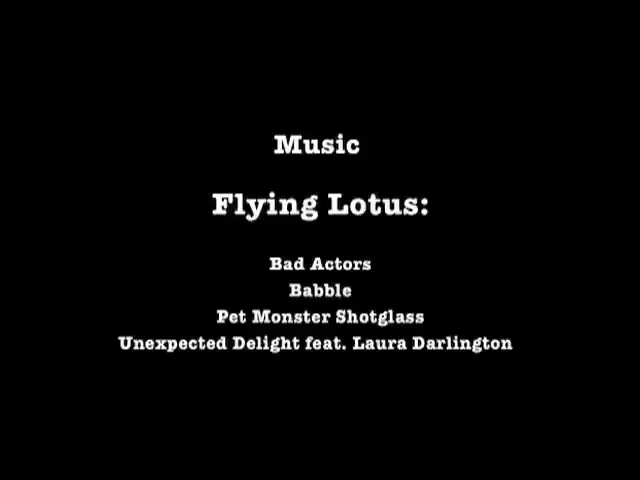 Music
Flying Lotus:
Bad Actors
Babble
Pet Monster Shotglass
Unexpected Delight feat. Laura Darlington